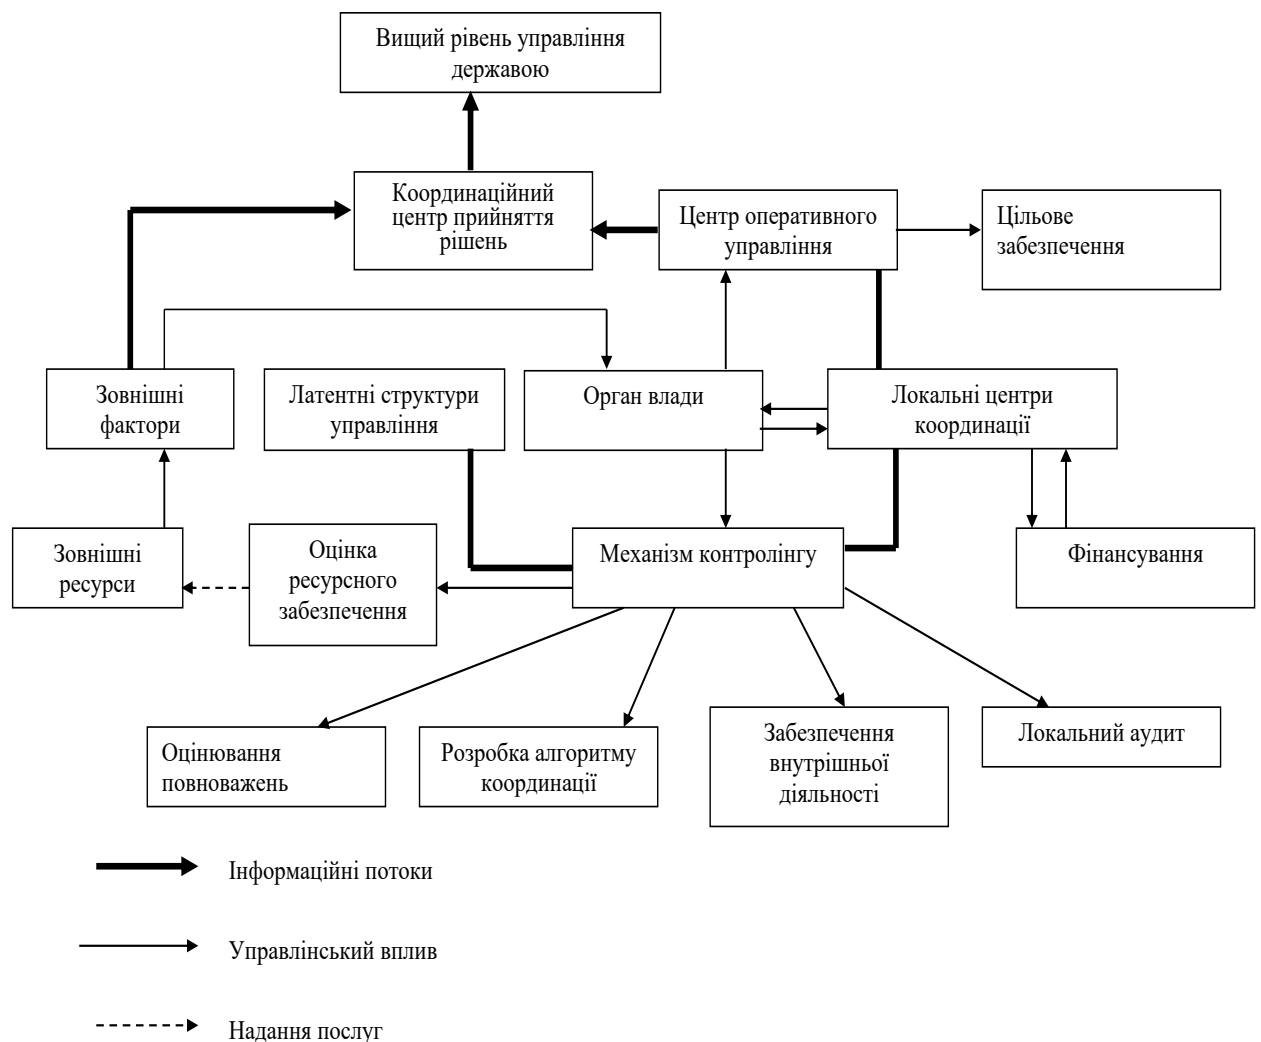 Вищий рівень управління
державою
Координаційний
центр прийняття
рішень
Центр оперативного
управління
Цільове
забезпечення
Зовнішні
фактори
Латентні структури
управління
Орган влади
Локальні центри
координації
Зовнішні
ресурси
Оцінка
ресурсного
забезпечення
Механізм контролінгу
Фінансування
Оцінювання
повноважень
Розробка алгоритму
координації
Забезпечення
внутрішньої
діяльності
Локальний аудит
Інформаційні потоки
Управлінський вплив
Надання послуг